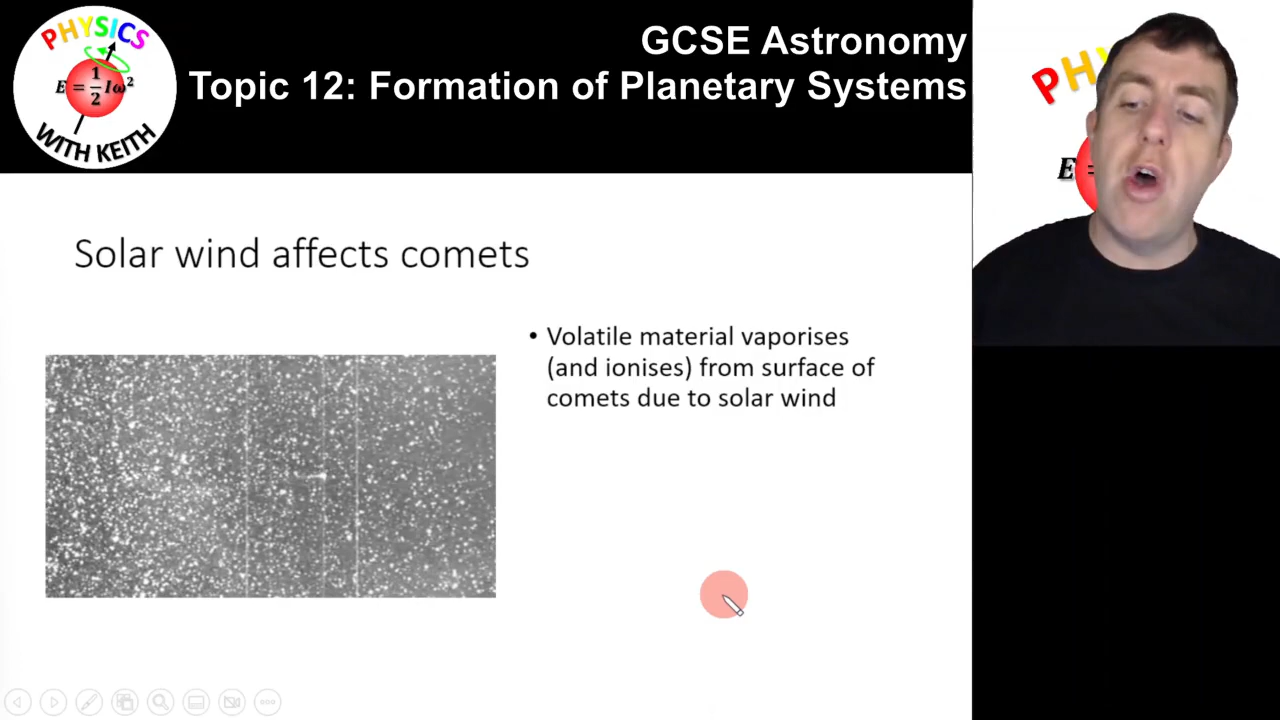 PHYSICS
E = 1/2 Iω²
WITH KEITH
GCSE Astronomy
Topic 12: Formation of Planetary Systems
PHY
E =
Solar wind affects comets
• Volatile material vaporises
(and ionises) from surface of
comets due to solar wind